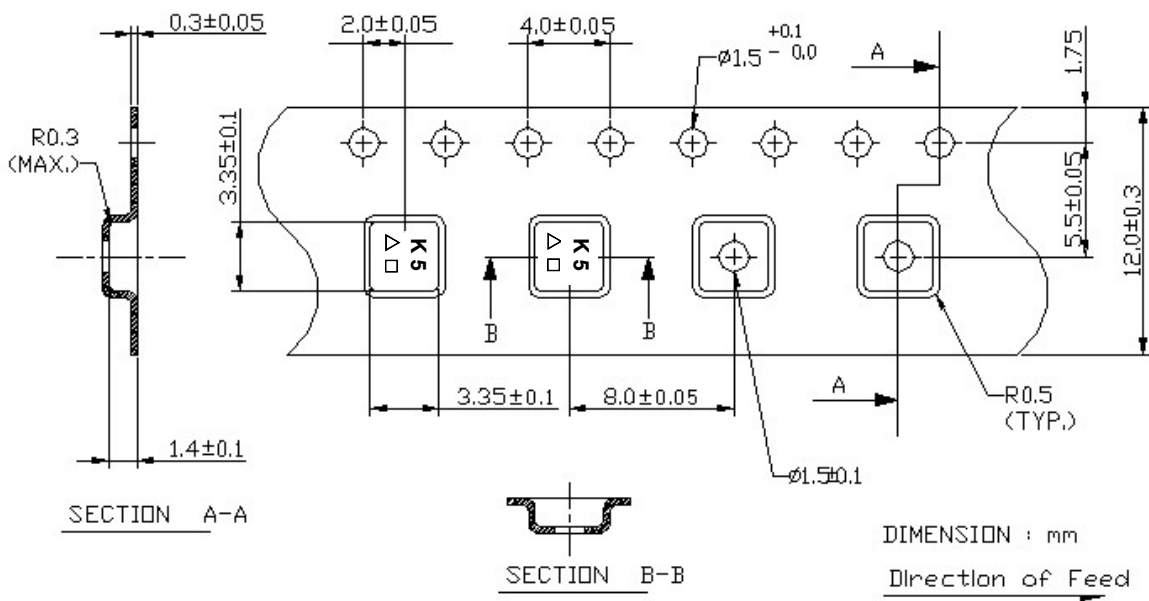 0.3±0.05
2.0±0.05
4.0±0.05
Ø1.5 +0.1 - 0.0
A
1.75
R0.3
(MAX.)
3.35±0.1
5.5±0.05
12.0±0.3
K 5
△ □
K 5
△ □
B
B
A
3.35±0.1
8.0±0.05
R0.5
(TYP.)
1.4±0.1
Ø1.5±0.1
SECTION A-A
SECTION B-B
DIMENSION : mm
Direction of Feed